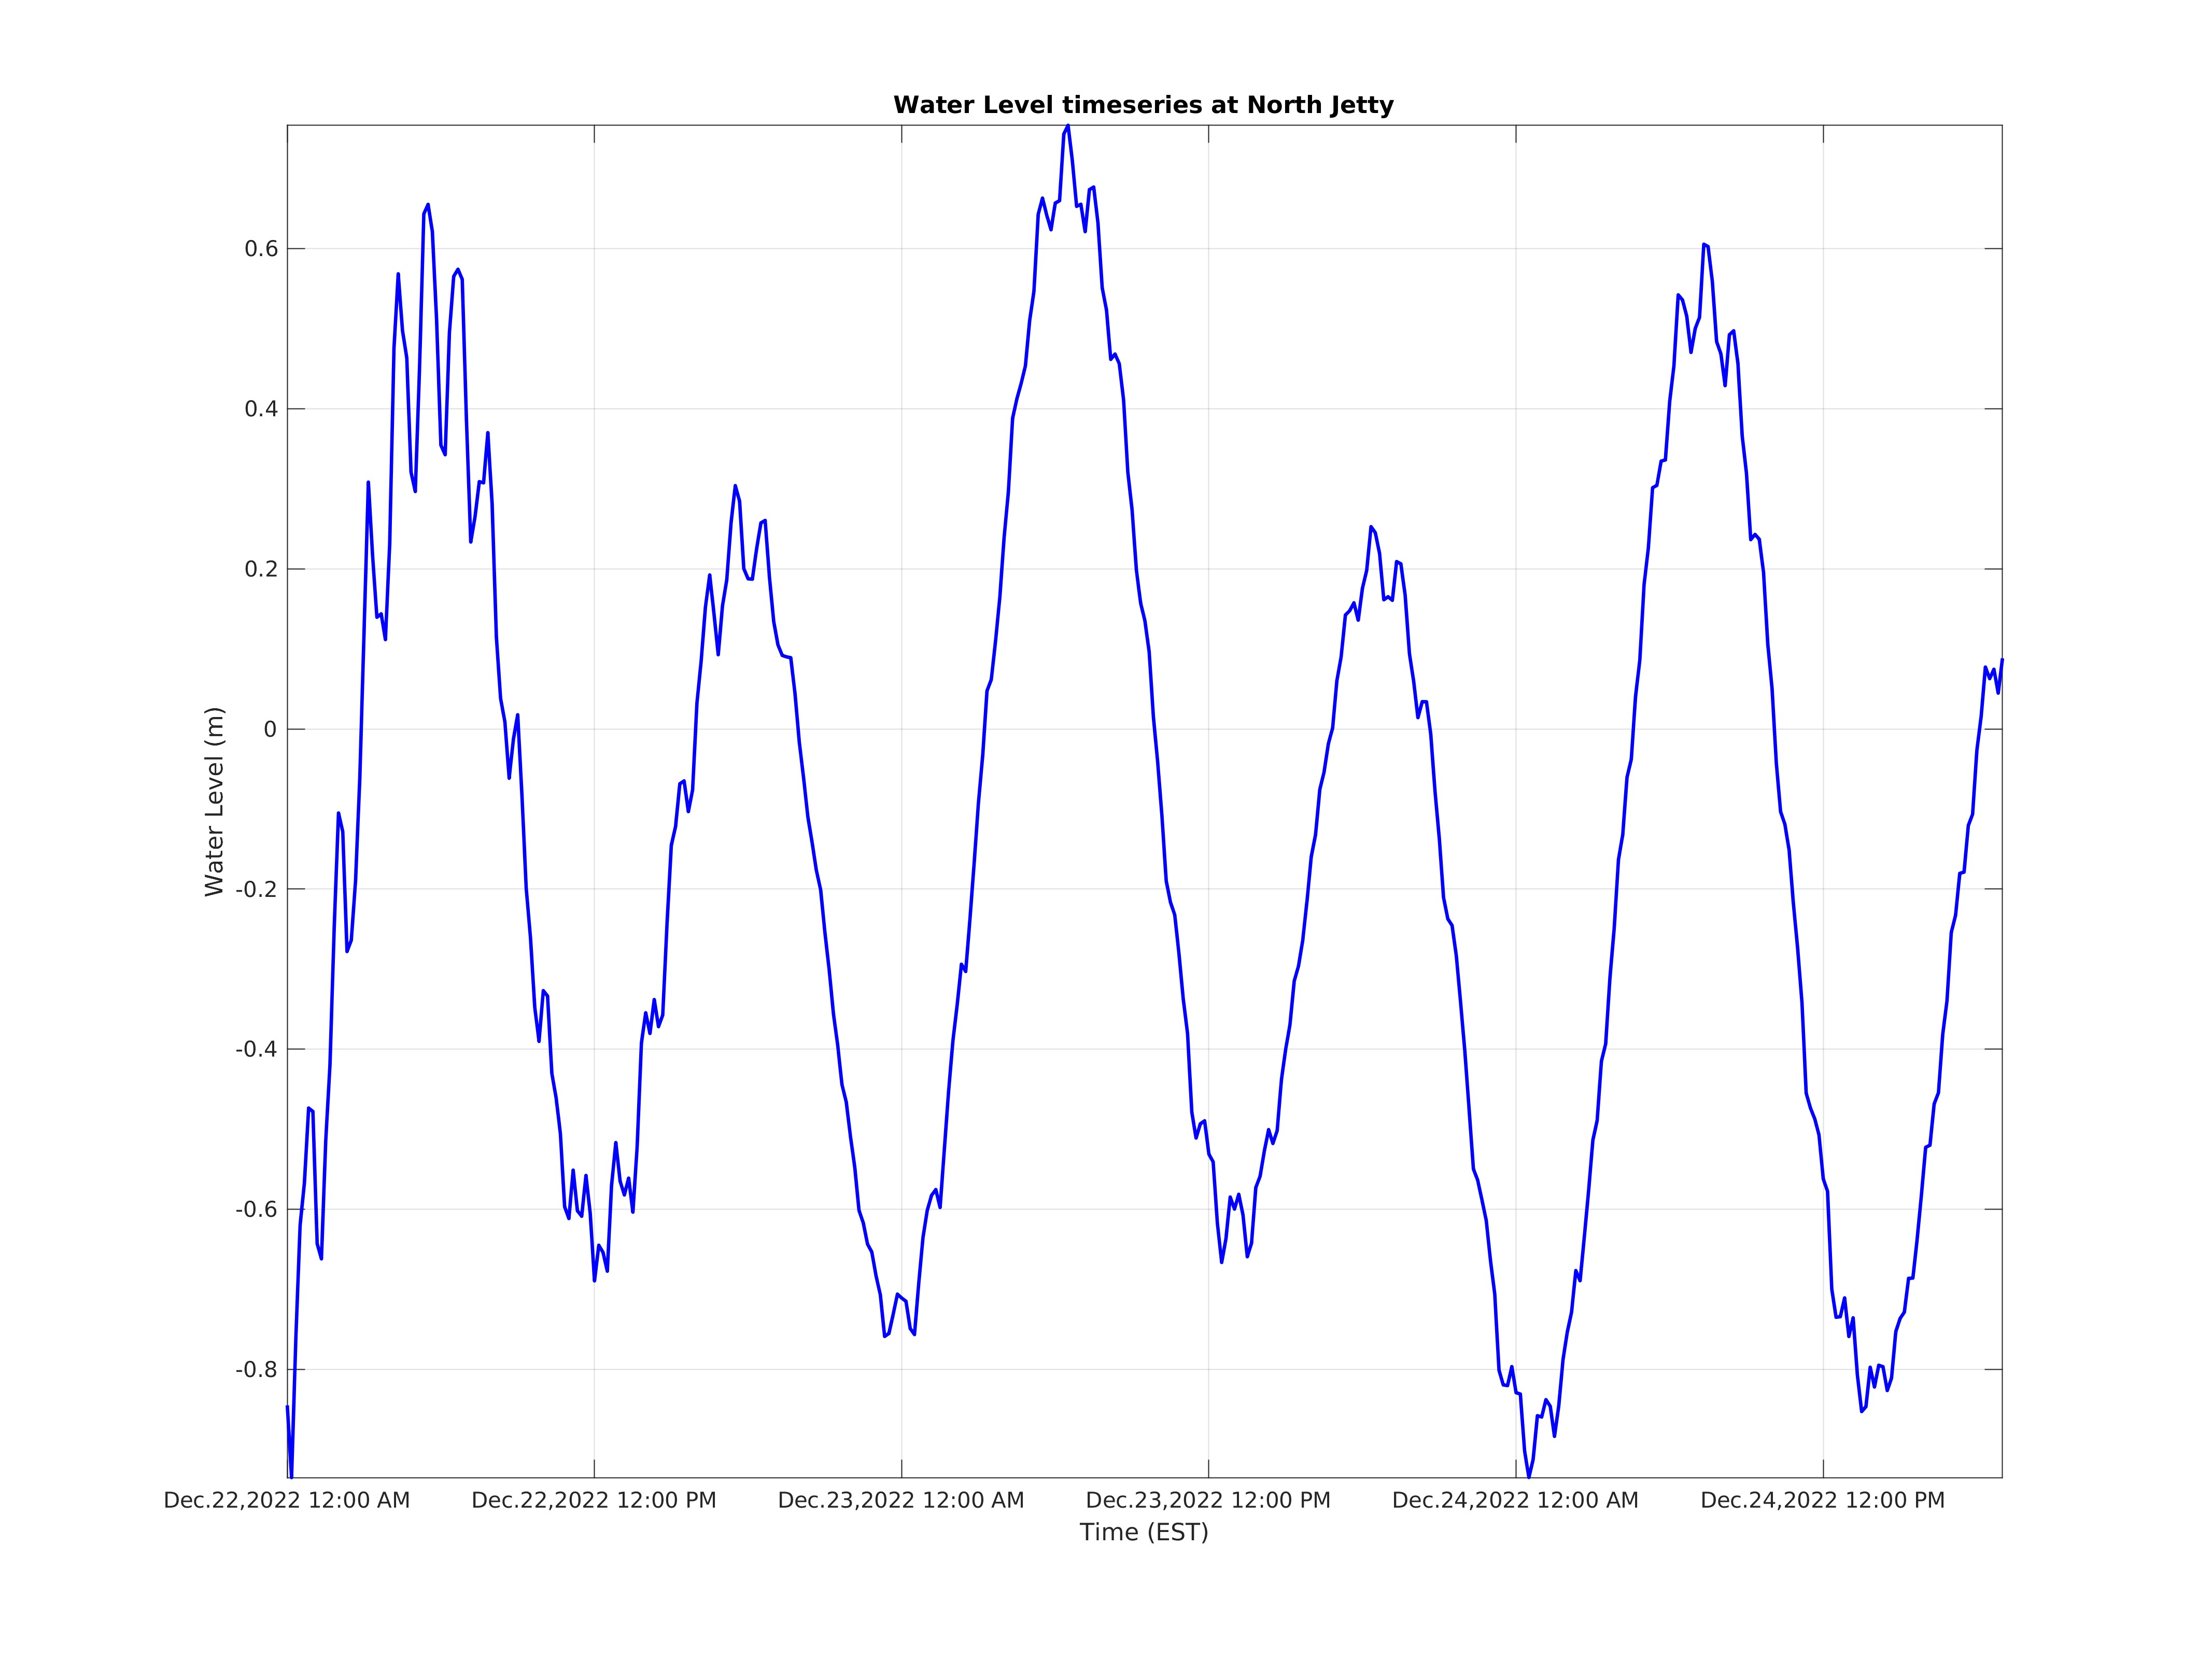 Water Level timeseries at North Jetty
0.6
0.4
0.2
0
-0.2
-0.4
-0.6
-0.8
Water Level (m)
Dec.22,2022 12:00 AM Dec.22,2022 12:00 PM Dec.23,2022 12:00 AM Dec.23,2022 12:00 PM Dec.24,2022 12:00 AM Dec.24,2022 12:00 PM
Time (EST)